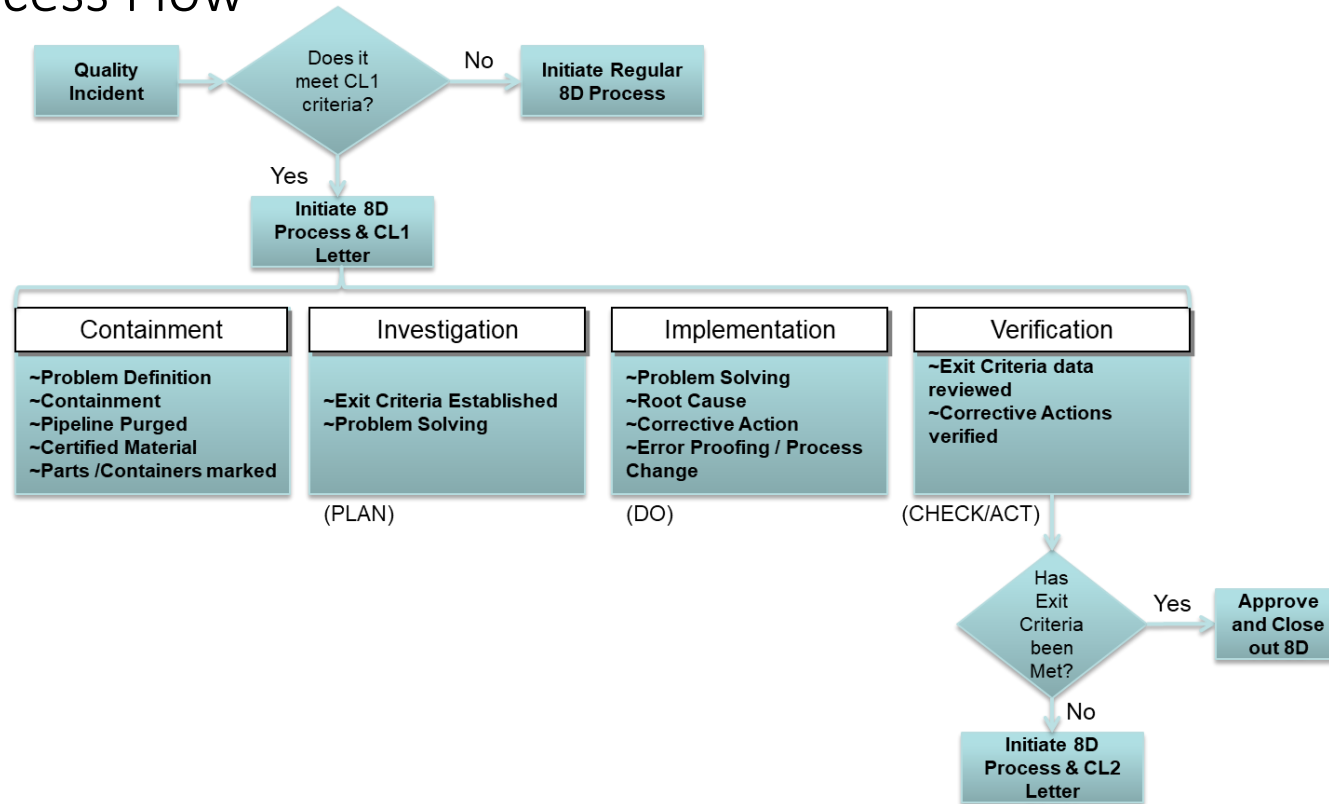 cess Flow
Quality
Incident
Does it
meet CL1
criteria?
No
Initiate Regular
8D Process
Yes
Initiate 8D
Process & CL1
Letter
Containment
~Problem Definition
~Containment
~Pipeline Purged
~Certified Material
~Parts /Containers marked
Investigation
~Exit Criteria Established
~Problem Solving
(PLAN)
Implementation
~Problem Solving
~Root Cause
~Corrective Action
~Error Proofing / Process
Change
(DO)
Verification
~Exit Criteria data
reviewed
~Corrective Actions
verified
(CHECK/ACT)
Has
Exit
Criteria
been
Met?
Yes
Approve
and Close
out 8D
No
Initiate 8D
Process & CL2
Letter